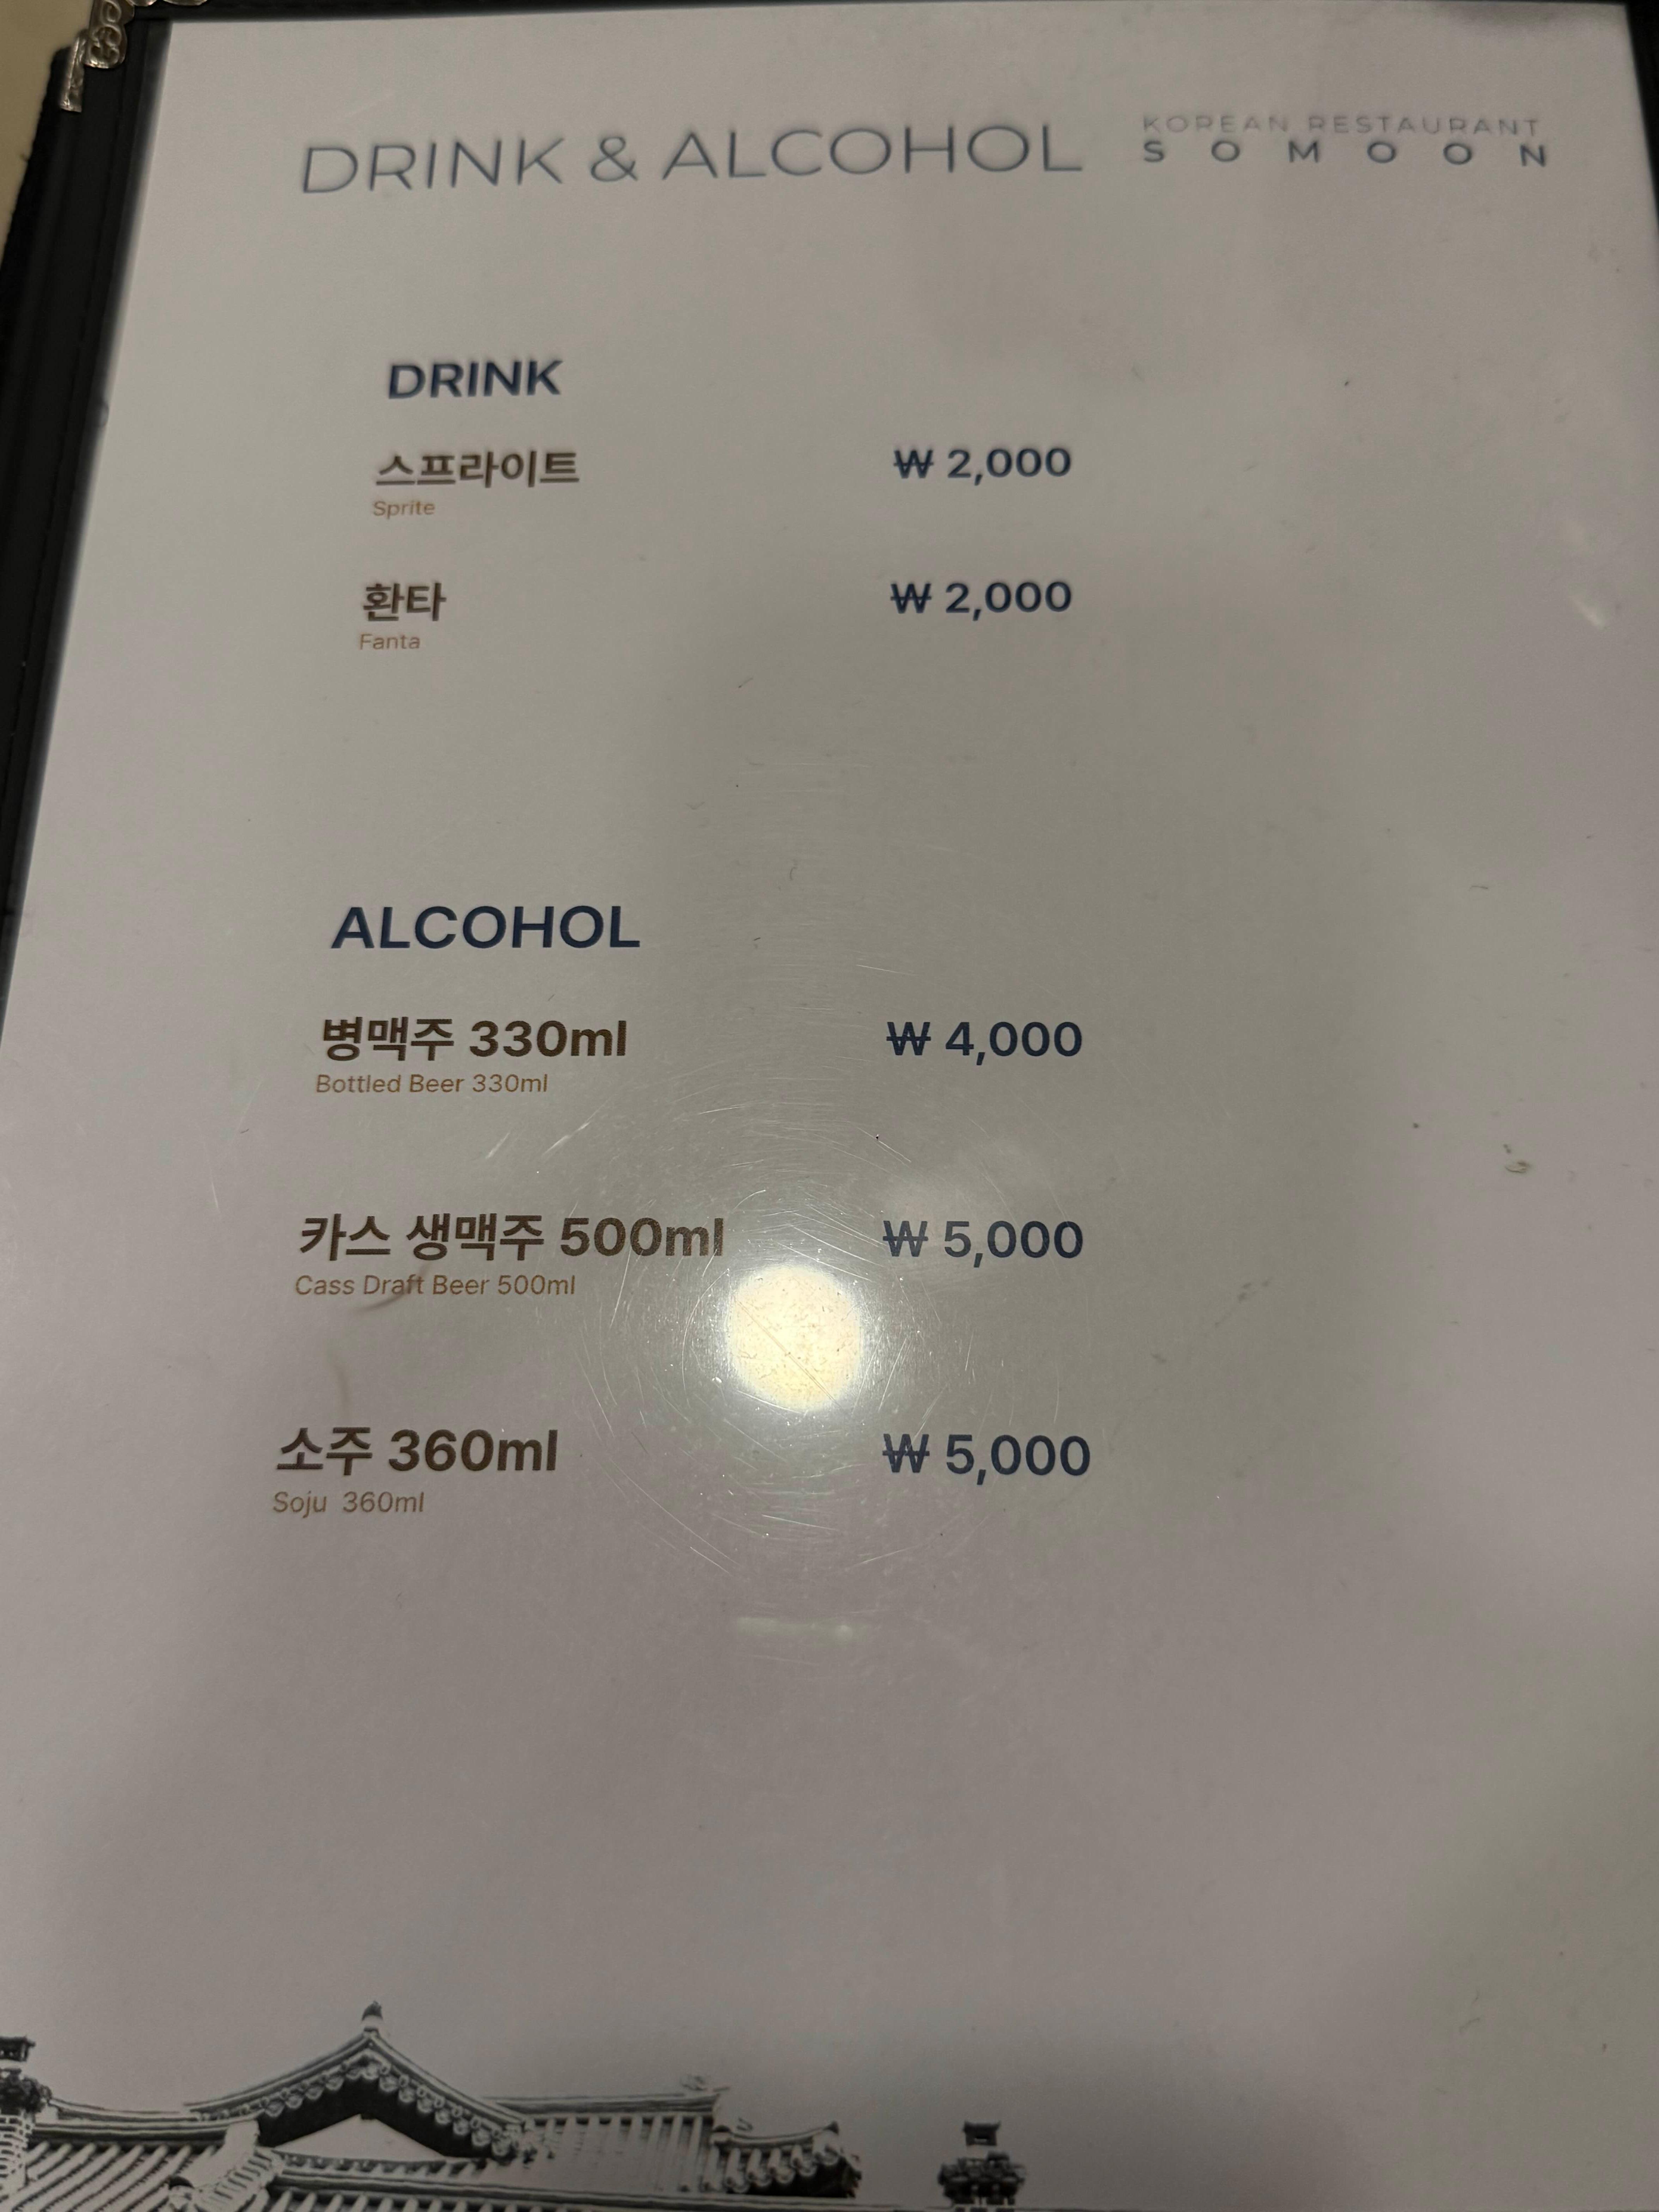 DRINK & ALCOHOL
KOREAN RESTAURANT
SOMOON
DRINK
스프라이트 ₩ 2,000
Sprite
환타 ₩ 2,000
Fanta
ALCOHOL
병맥주 330ml ₩ 4,000
Bottled Beer 330ml
카스 생맥주 500ml ₩ 5,000
Cass Draft Beer 500ml
소주 360ml ₩ 5,000
Soju 360ml